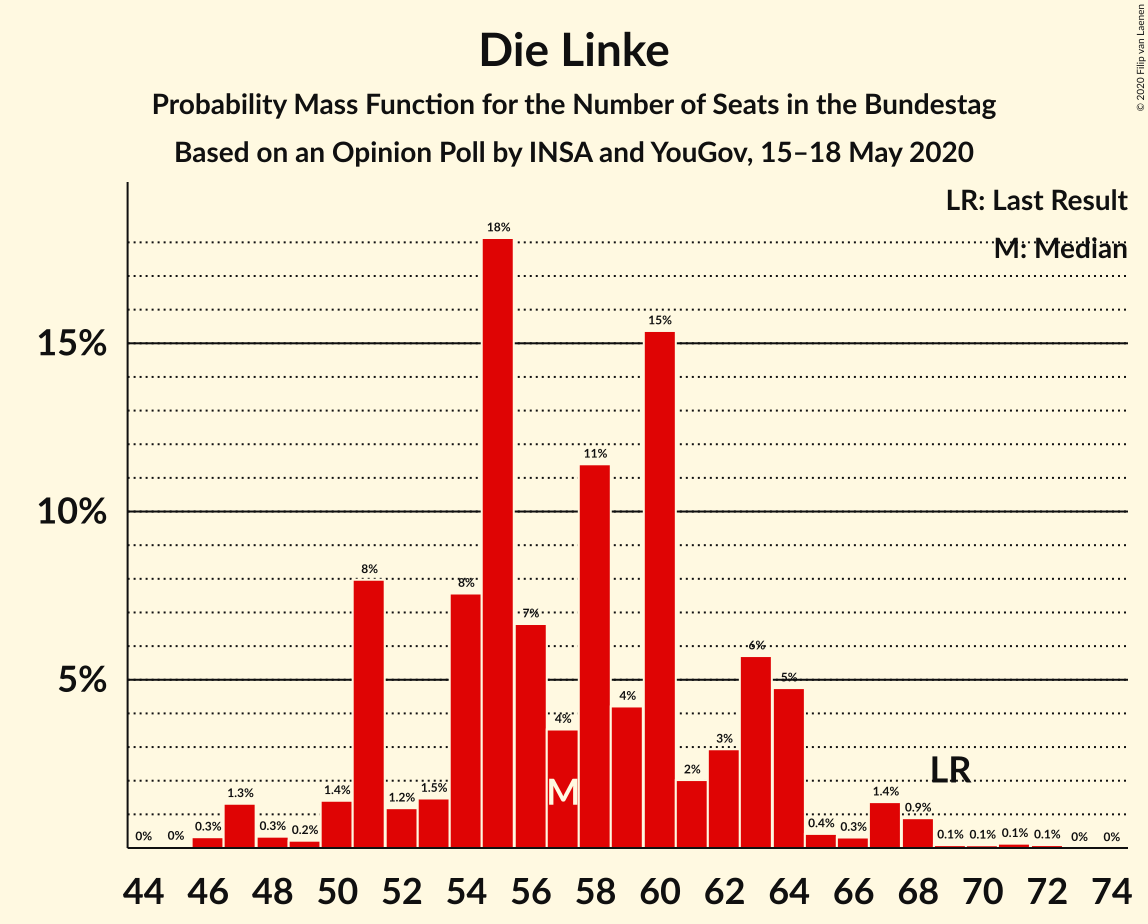 Die Linke
Probability Mass Function for the Number of Seats in the Bundestag
Based on an Opinion Poll by INSA and YouGov, 15–18 May 2020
© 2020 Filip van Laenen
LR: Last Result
M: Median
15%
10%
5%
0% 0% 0.3% 1.3% 0.3% 0.2% 1.4% 8% 1.2% 1.5% 8% 18% 7% 4% 11% 4% 15% 2% 3% 6% 5% 0.4% 0.3% 1.4% 0.9% 0.1% 0.1% 0.1% 0.1% 0% 0%
M
LR
44 46 48 50 52 54 56 58 60 62 64 66 68 70 72 74